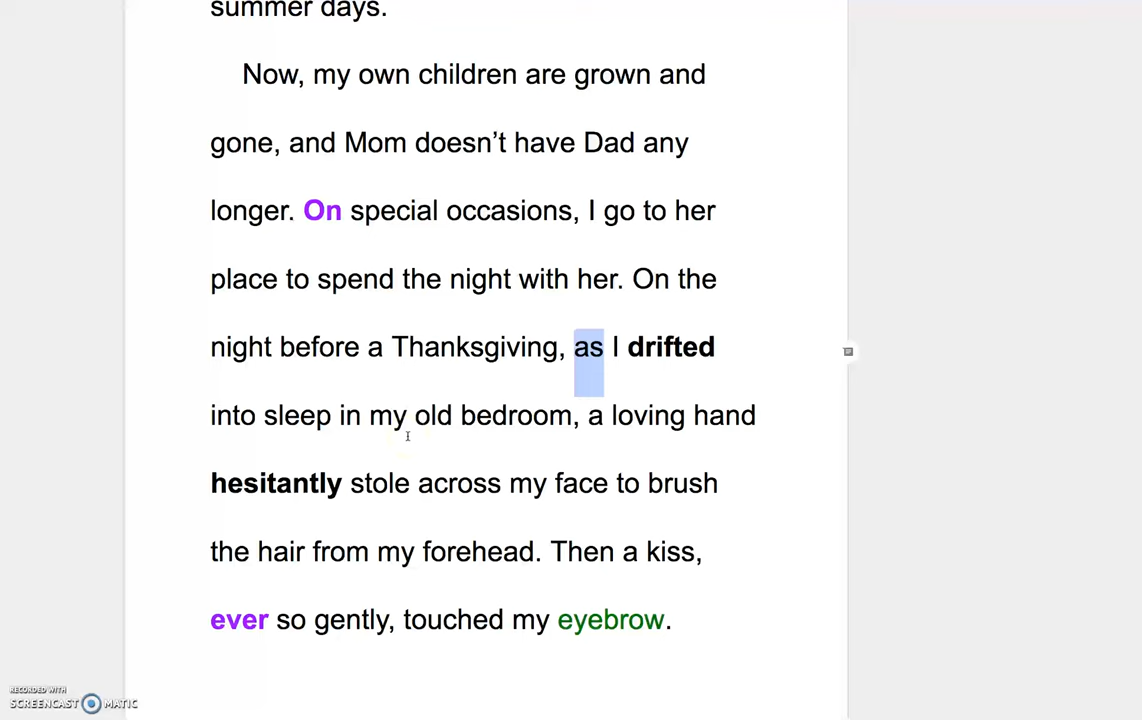 summer days.
Now, my own children are grown and
gone, and Mom doesn’t have Dad any
longer. On special occasions, I go to her
place to spend the night with her. On the
night before a Thanksgiving, as I drifted
into sleep in my old bedroom, a loving hand
hesitantly stole across my face to brush
the hair from my forehead. Then a kiss,
ever so gently, touched my eyebrow.
RECORDED WITH
SCREENCAST MATIC